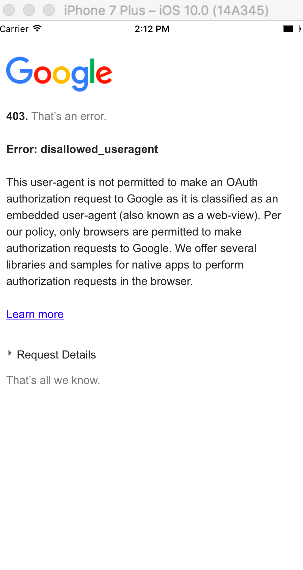 iPhone 7 Plus – iOS 10.0 (14A345)
Carrier 2:12 PM
Google
403. That's an error.
Error: disallowed_useragent
This user-agent is not permitted to make an OAuth
authorization request to Google as it is classified as an
embedded user-agent (also known as a web-view). Per
our policy, only browsers are permitted to make
authorization requests to Google. We offer several
libraries and samples for native apps to perform
authorization requests in the browser.
Learn more
Request Details
That's all we know.